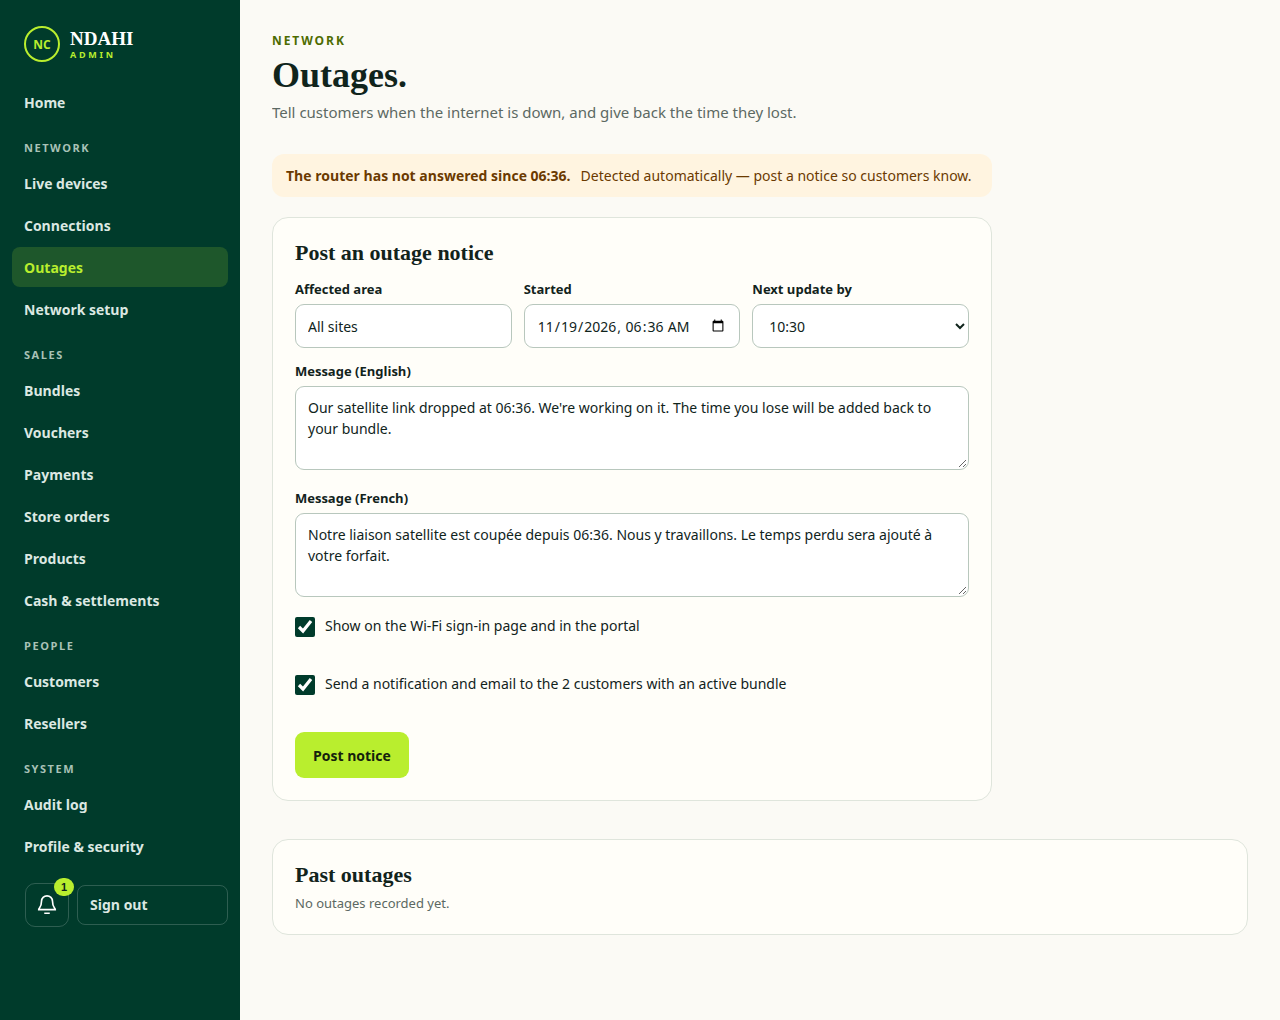 NC
NDAHI
ADMIN
Home
NETWORK
Live devices
Connections
Outages
Network setup
SALES
Bundles
Vouchers
Payments
Store orders
Products
Cash & settlements
PEOPLE
Customers
Resellers
SYSTEM
Audit log
Profile & security
1
Sign out
NETWORK
Outages.
Tell customers when the internet is down, and give back the time they lost.
The router has not answered since 06:36. Detected automatically — post a notice so customers know.
Post an outage notice
Affected area
Started
Next update by
All sites
11/19/2026, 06:36 AM
10:30
Message (English)
Our satellite link dropped at 06:36. We're working on it. The time you lose will be added back to
your bundle.
Message (French)
Notre liaison satellite est coupée depuis 06:36. Nous y travaillons. Le temps perdu sera ajouté à
votre forfait.
Show on the Wi-Fi sign-in page and in the portal
Send a notification and email to the 2 customers with an active bundle
Post notice
Past outages
No outages recorded yet.